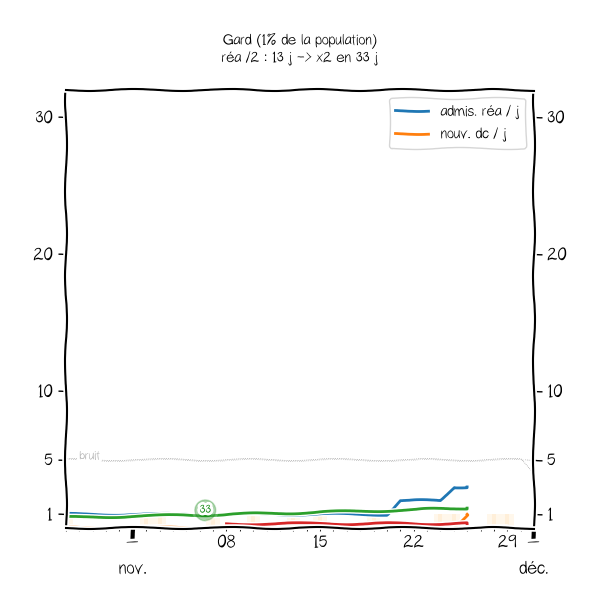 Gard (1% de la population)
réa /2 : 13 j -> x2 en 33 j
admis. réa / j
nouv. dc / j
30
30
20
20
10
10
5
bruit
5
1
33
1
08
15
22
29
nov.
déc.